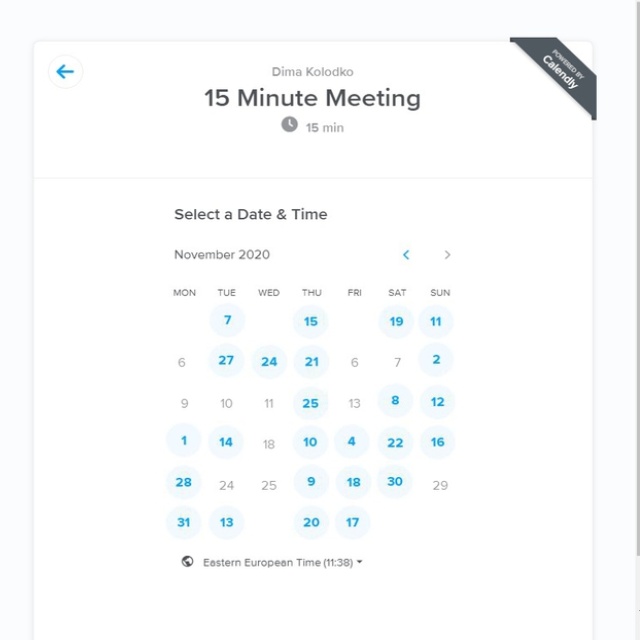 POWERED BY
Calendly
Dima Kolodko
15 Minute Meeting
15 min
Select a Date & Time
November 2020
MON TUE WED THU FRI SAT SUN
7 15 19 11
6 27 24 21 6 7 2
9 10 11 25 13 8 12
1 14 18 10 4 22 16
28 24 25 9 18 30 29
31 13 20 17
Eastern European Time (11:38)